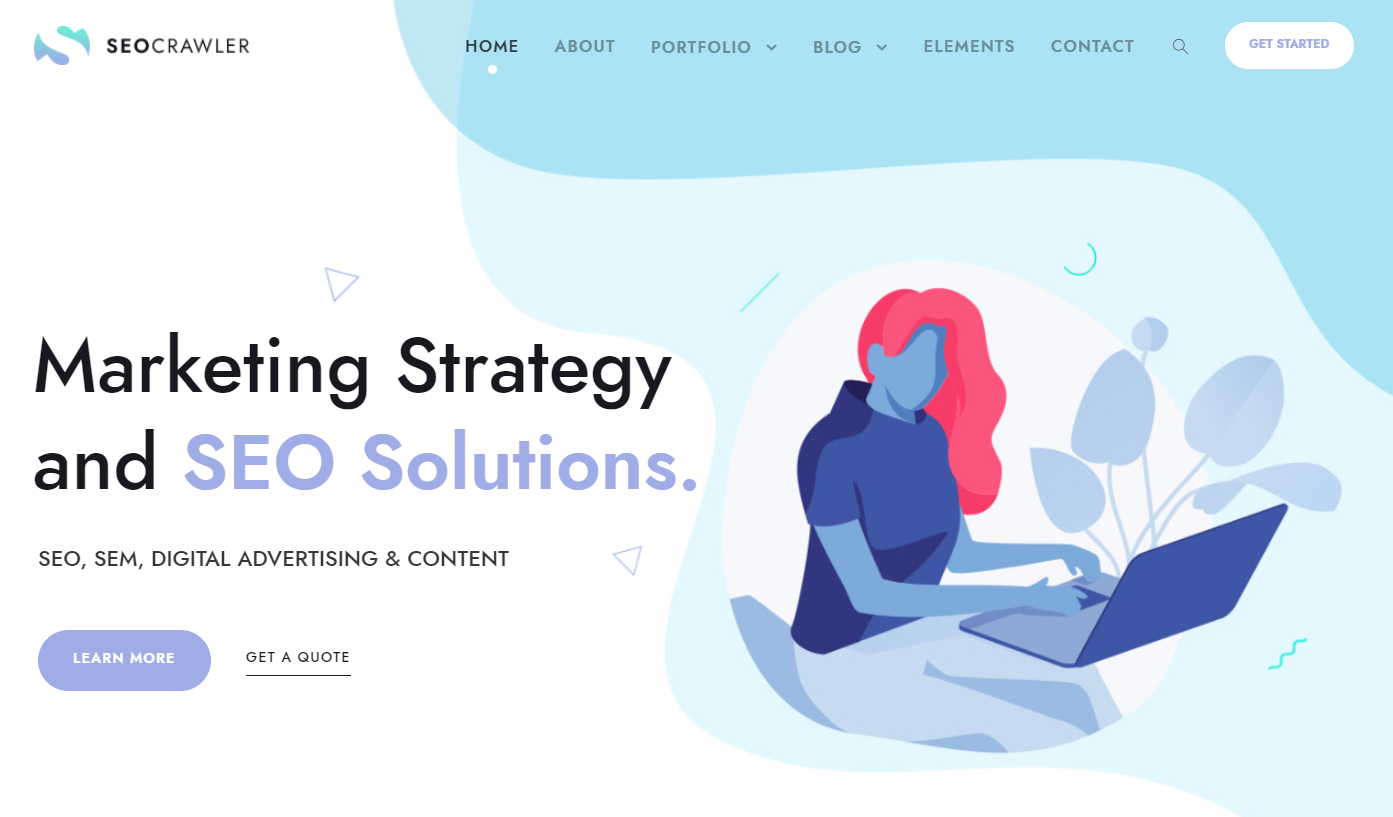 SEOCRAWLER
HOME ABOUT PORTFOLIO BLOG ELEMENTS CONTACT GET STARTED
Marketing Strategy
and SEO Solutions.
SEO, SEM, DIGITAL ADVERTISING & CONTENT
LEARN MORE GET A QUOTE